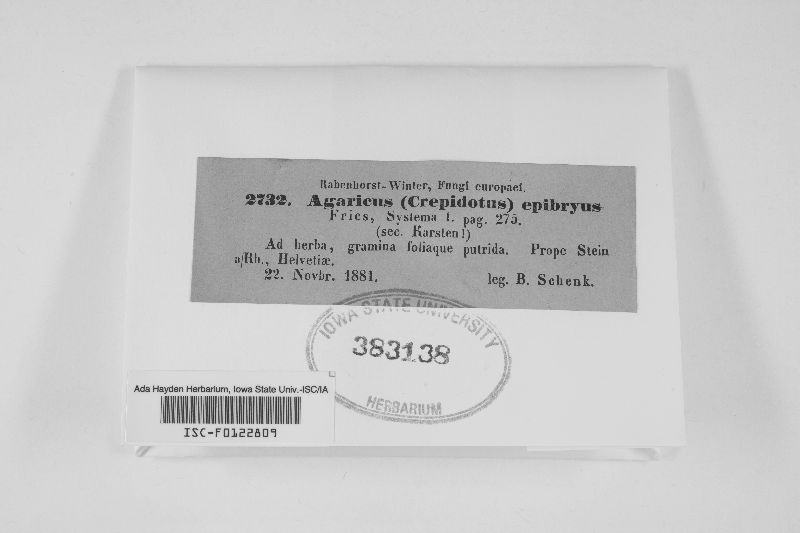 Rabenhorst-Winter, Fungi europaei.
2732. Agaricus (Crepidotus) epibryus
Fries, Systema I. pag. 275.
(sec. Karsten!)
Ad herba, gramina foliaque putrida. Prope Stein
a/Rh., Helvetiæ.
22. Novbr. 1881. leg. B. Schenk.
IOWA STATE UNIVERSITY
383138
HERBARIUM
Ada Hayden Herbarium, Iowa State Univ.-ISC/IA
ISC-F0122809